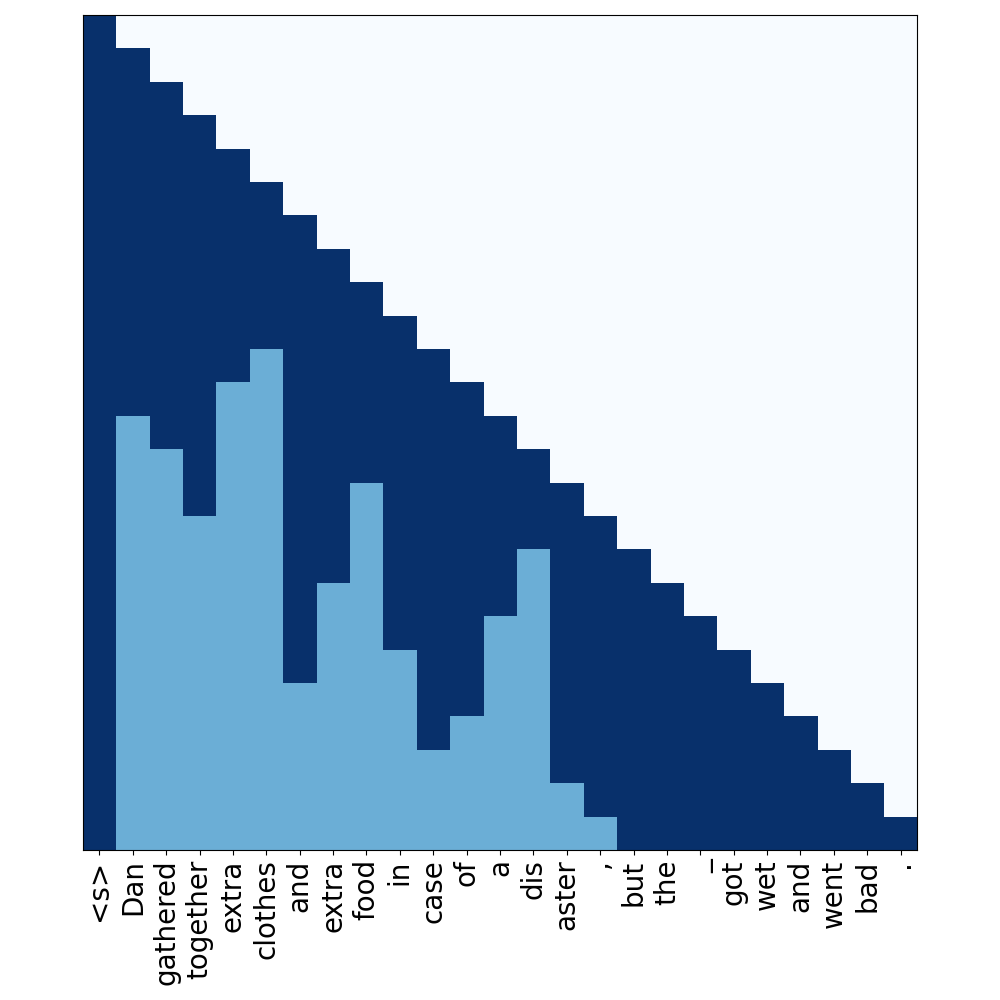 <s>
Dan
gathered
together
extra
clothes
and
extra
food
in
case
of
a
dis
aster
,
but
the
_
got
wet
and
went
bad
.